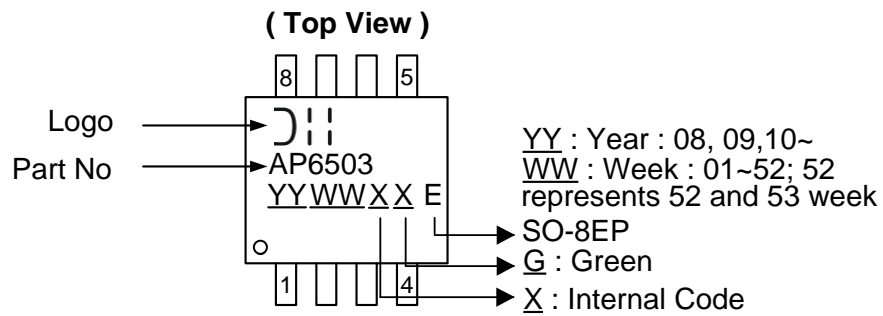 ( Top View )
8 5
Logo
Part No
AP6503
YY WW X X E
1 4
YY : Year : 08, 09,10~
WW : Week : 01~52; 52
represents 52 and 53 week
SO-8EP
G : Green
X : Internal Code